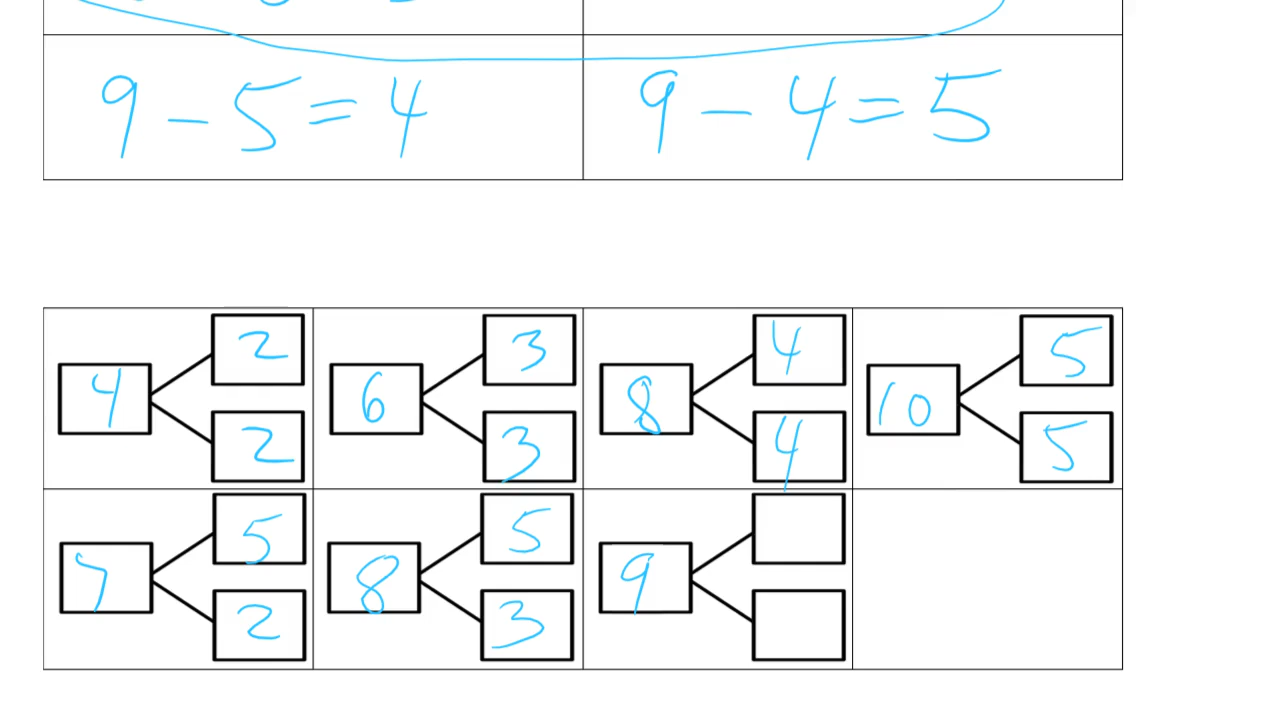 9 - 5 = 4
9 - 4 = 5
4 2 2
6 3 3
8 4 4
10 5 5
7 5 2
8 5 3
9